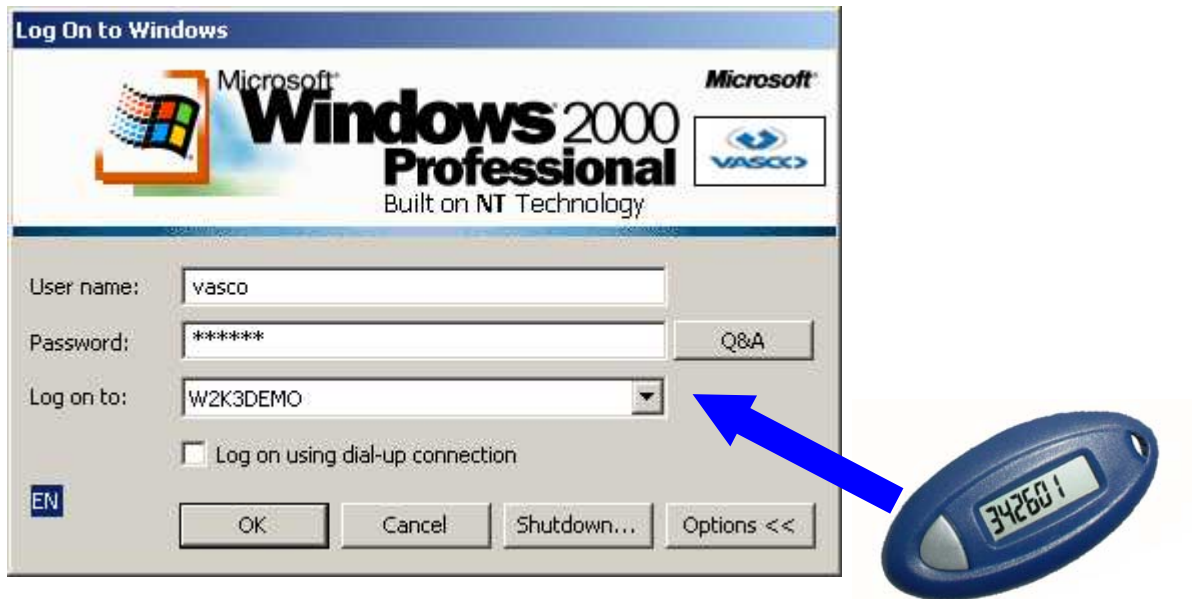 Log On to Windows
Microsoft
Windows 2000
Professional
Built on NT Technology
Microsoft
VASCO
User name: vasco
Password: ****** Q&A
Log on to: W2K3DEMO
Log on using dial-up connection
EN
OK Cancel Shutdown... Options <<
342601